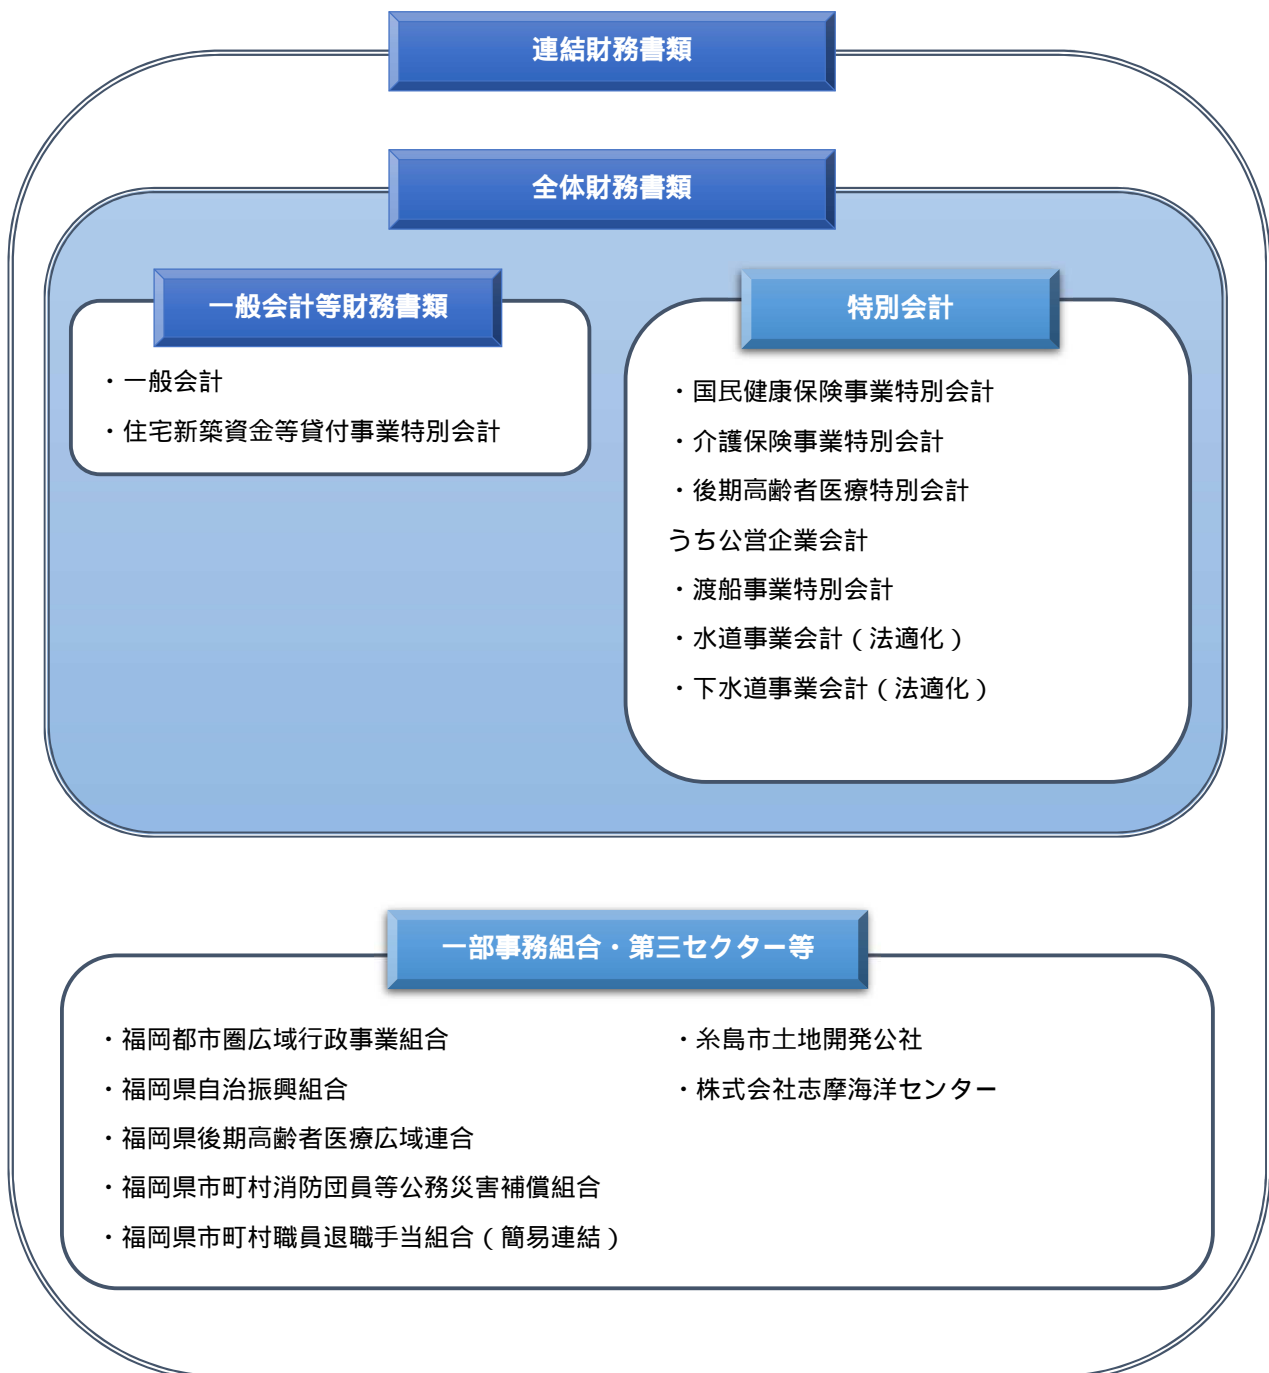 連結財務書類
全体財務書類
一般会計等財務書類
・一般会計
・住宅新築資金等貸付事業特別会計
特別会計
・国民健康保険事業特別会計
・介護保険事業特別会計
・後期高齢者医療特別会計
うち公営企業会計
・渡船事業特別会計
・水道事業会計（法適化）
・下水道事業会計（法適化）
一部事務組合・第三セクター等
・福岡都市圏広域行政事業組合
・福岡県自治振興組合
・福岡県後期高齢者医療広域連合
・福岡県市町村消防団員等公務災害補償組合
・福岡県市町村職員退職手当組合（簡易連結）
・糸島市土地開発公社
・株式会社志摩海洋センター